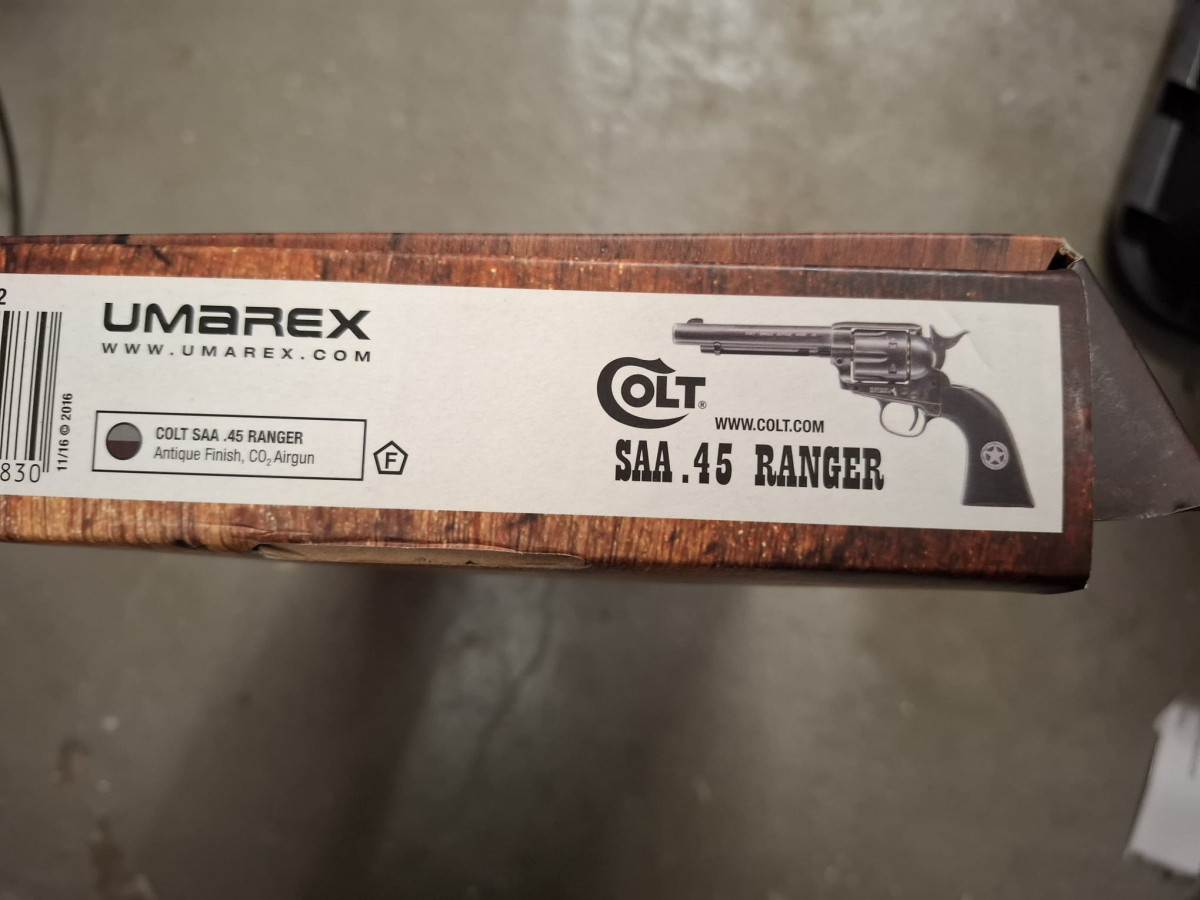 2
830
11/16 © 2016
UMAREX
WWW.UMAREX.COM
COLT SAA .45 RANGER
Antique Finish, CO₂ Airgun
F
COLT®
WWW.COLT.COM
SAA .45 RANGER